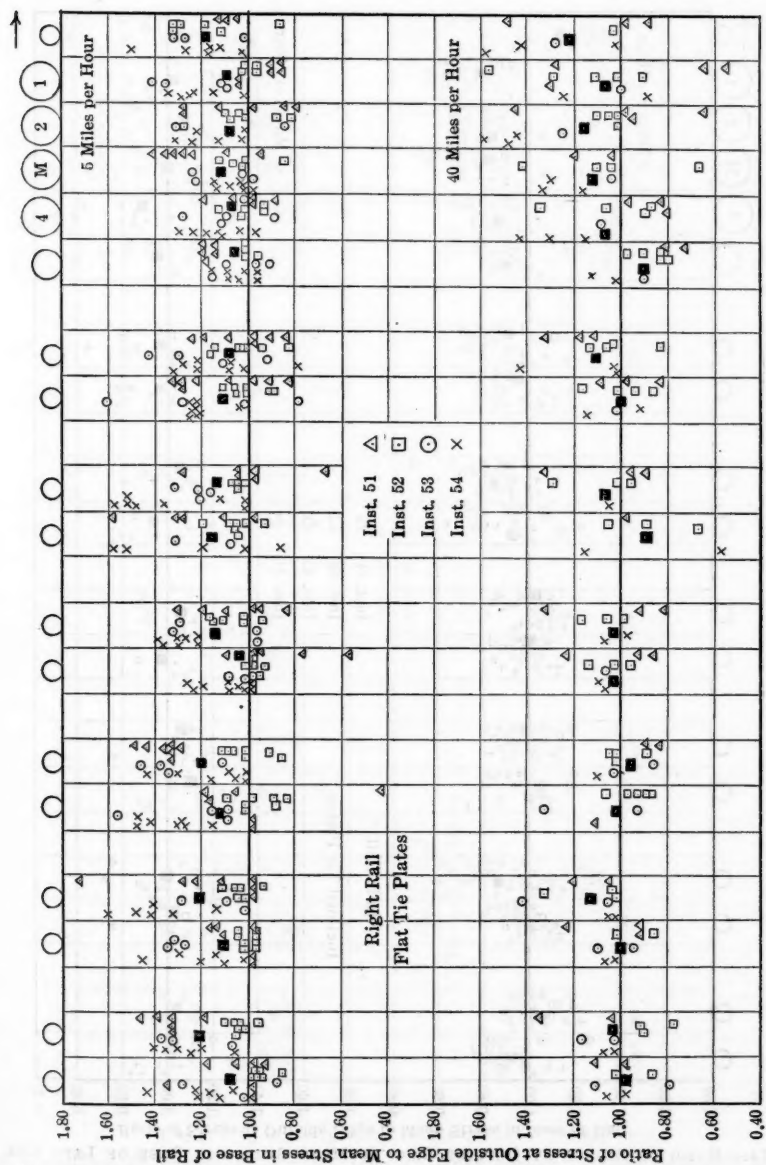 1
2
M
4
5 Miles per Hour
40 Miles per Hour
Inst. 51
Inst. 52
Inst. 53
Inst. 54
Right Rail
Flat Tie Plates
1.80
1.60
1.40
1.20
1.00
0.80
0.60
0.40
1.80
1.60
1.40
1.20
1.00
0.80
0.60
0.40
Ratio of Stress at Outside Edge to Mean Stress in Base of Rail